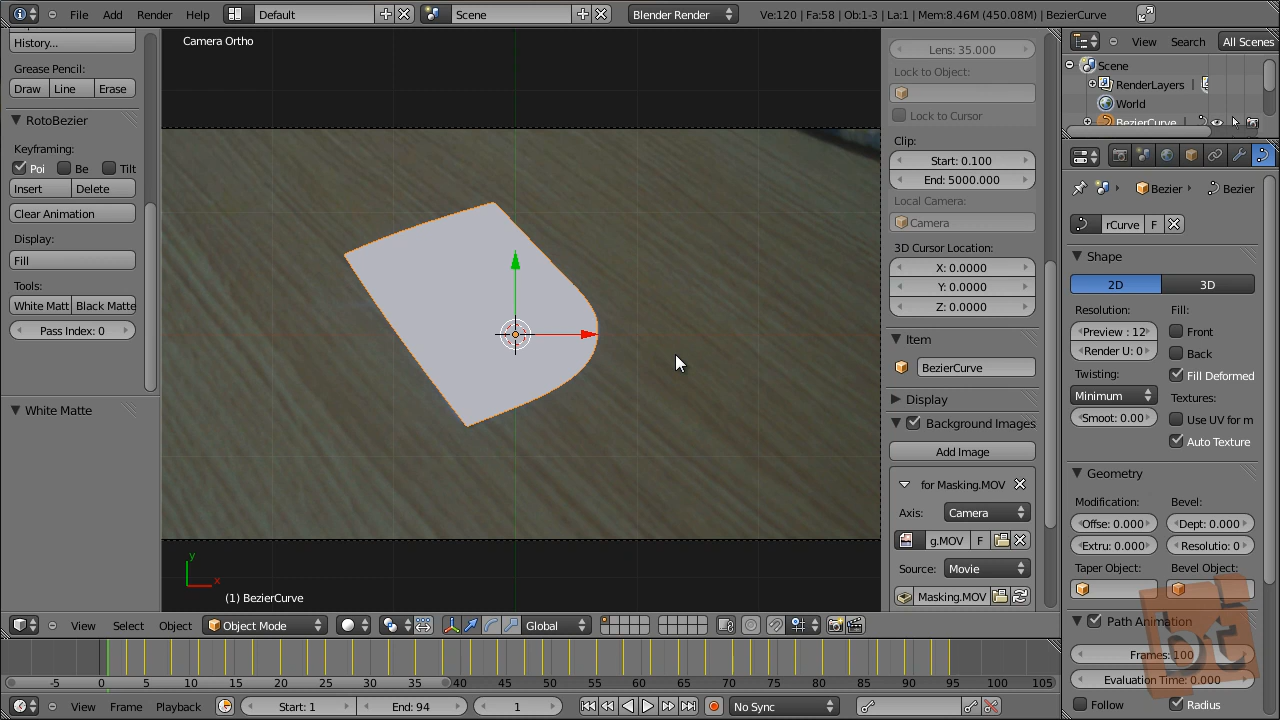 File Add Render Help Default Scene Blender Render Ve:120 | Fa:58 | Ob:1-3 | La:1 | Mem:8.46M (450.08M) | BezierCurve
History...
Grease Pencil:
Draw Line Erase
RotoBezier
Keyframing:
Poi Be Tilt
Insert Delete
Clear Animation
Display:
Fill
Tools:
White Matt Black Matte
Pass Index: 0
White Matte
Camera Ortho
y
x
(1) BezierCurve
Lens: 35.000
Lock to Object:
Lock to Cursor
Clip:
Start: 0.100
End: 5000.000
Local Camera:
Camera
3D Cursor Location:
X: 0.0000
Y: 0.0000
Z: 0.0000
Item
BezierCurve
Display
Background Images
Add Image
for Masking.MOV
Axis: Camera
g.MOV F
Source: Movie
Masking.MOV
View Search All Scenes
Scene
RenderLayers |
World
BezierCurve
Bezier Bezier
rCurve F
Shape
2D 3D
Resolution: Fill:
Preview : 12 Front
Render U: 0 Back
Twisting: Fill Deformed
Minimum Textures:
Smoot: 0.00 Use UV for m
Auto Texture
Geometry
Modification: Bevel:
Offse: 0.000 Dept: 0.000
Extru: 0.000 Resolutio: 0
Taper Object: Bevel Object:
Path Animation
Frames: 100
Evaluation Time: 0.000
Follow Radius
bt
View Select Object Object Mode Global
-5 0 5 10 15 20 25 30 35 40 45 50 55 60 65 70 75 80 85 90 95 100 105
View Frame Playback Start: 1 End: 94 1 No Sync